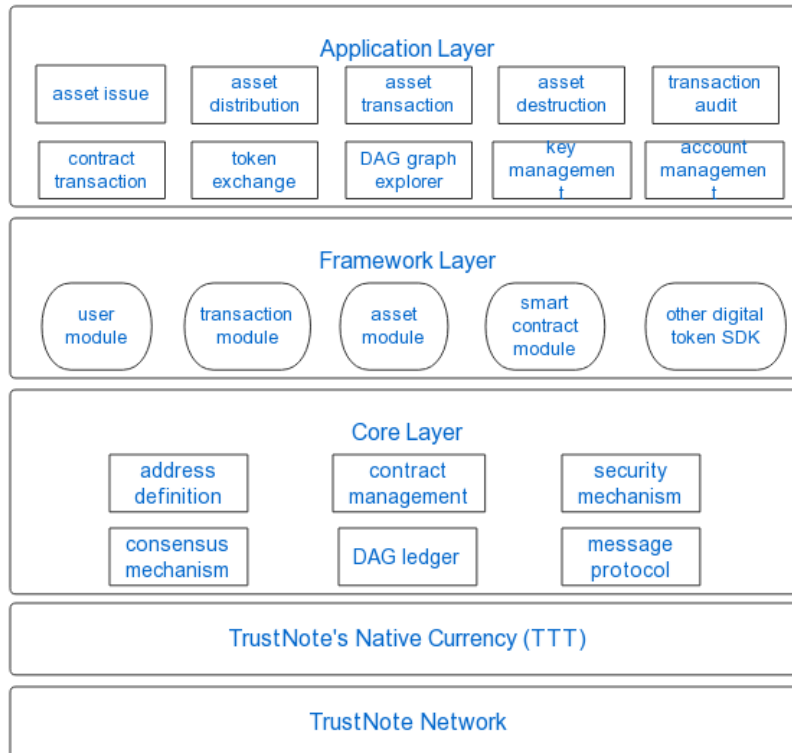 Application Layer
asset issue
asset
distribution
asset
transaction
asset
destruction
transaction
audit
contract
transaction
token
exchange
DAG graph
explorer
key
managemen
t
account
managemen
t
Framework Layer
user
module
transaction
module
asset
module
smart
contract
module
other digital
token SDK
Core Layer
address
definition
contract
management
security
mechanism
consensus
mechanism
DAG ledger
message
protocol
TrustNote's Native Currency (TTT)
TrustNote Network